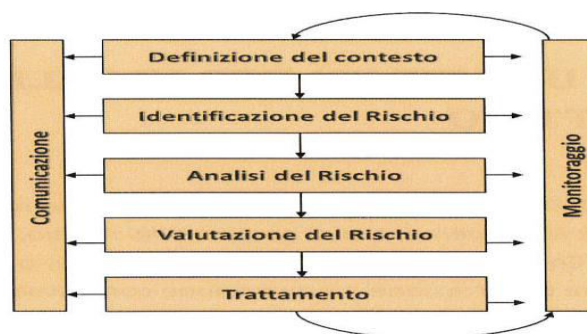 Definizione del contesto
Identificazione del Rischio
Analisi del Rischio
Valutazione del Rischio
Trattamento
Comunicazione
Monitoraggio